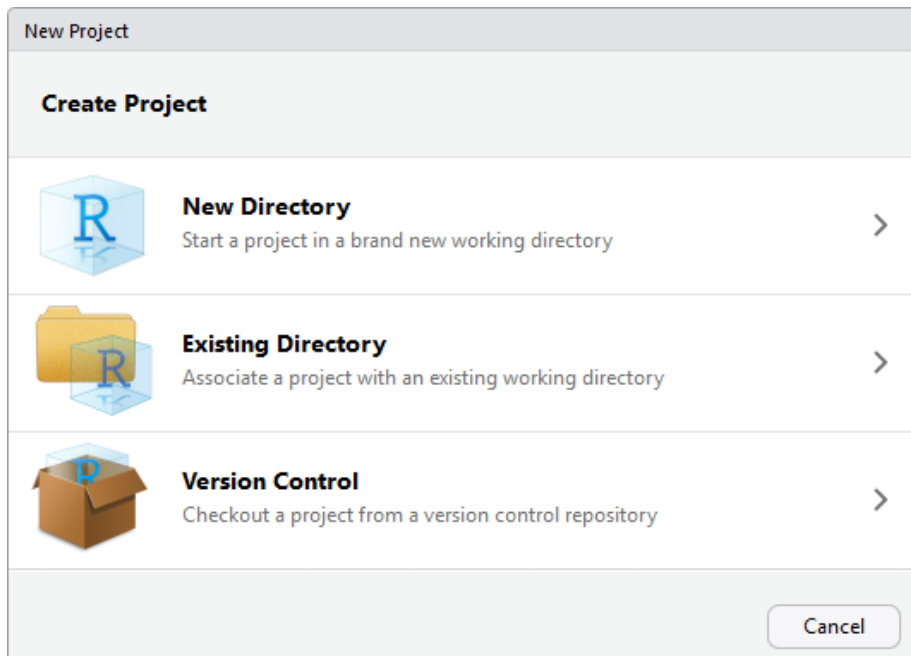 New Project
Create Project
R
New Directory
Start a project in a brand new working directory
R
Existing Directory
Associate a project with an existing working directory
R
Version Control
Checkout a project from a version control repository
Cancel